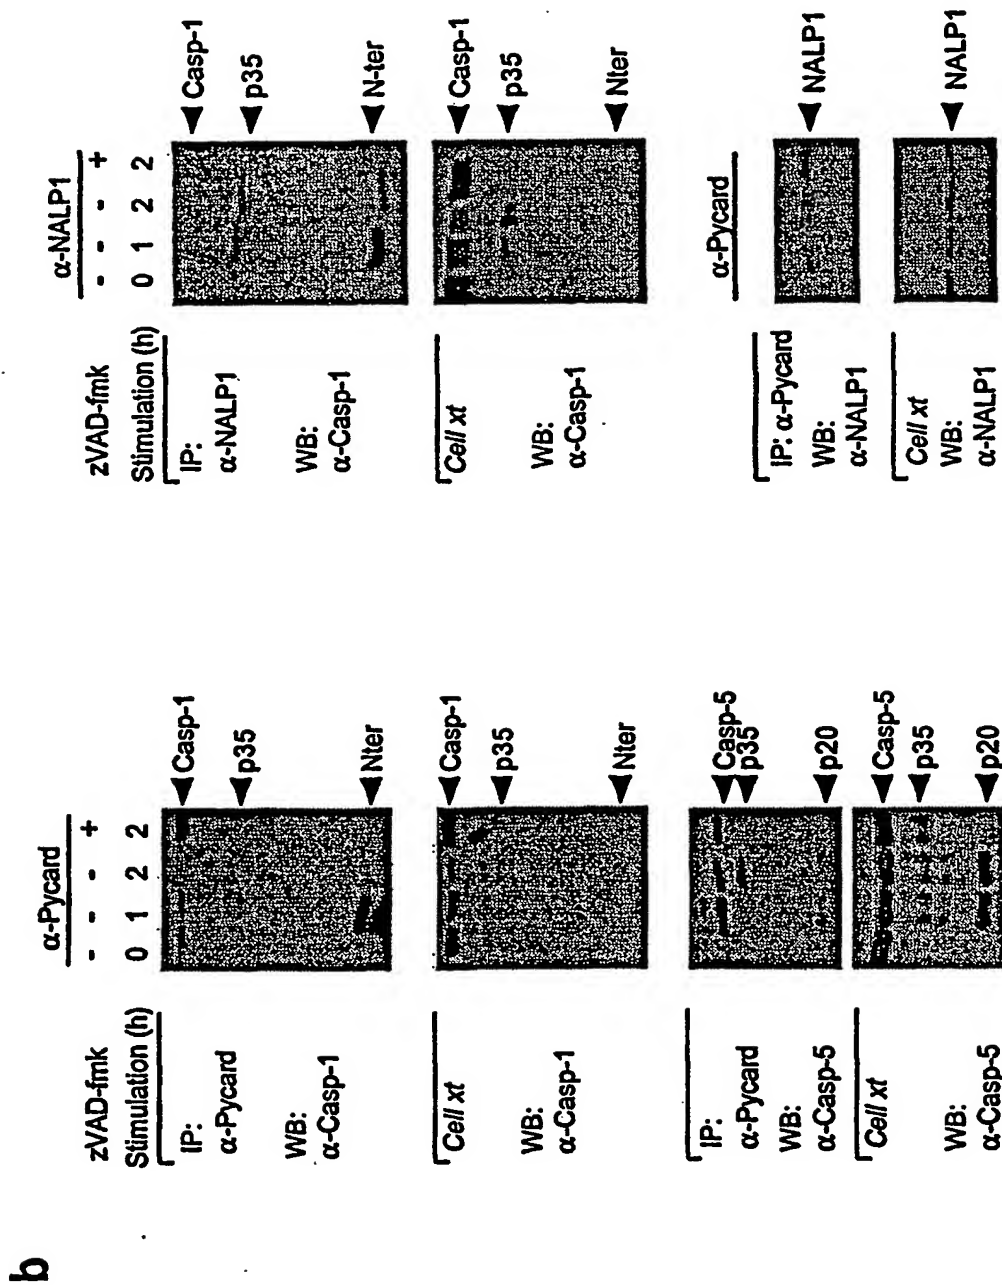 b
α-Pycard
zVAD-fmk - - - +
Stimulation (h) 0 1 2 2
IP:
α-Pycard
WB:
α-Casp-1
Casp-1
p35
Nter
Cell xt
WB:
α-Casp-1
Casp-1
p35
Nter
IP:
α-Pycard
WB:
α-Casp-5
Casp-5
p35
p20
Cell xt
WB:
α-Casp-5
Casp-5
p35
p20
α-NALP1
zVAD-fmk - - - +
Stimulation (h) 0 1 2 2
IP:
α-NALP1
WB:
α-Casp-1
Casp-1
p35
N-ter
Cell xt
WB:
α-Casp-1
Casp-1
p35
Nter
α-Pycard
IP: α-Pycard
WB:
α-NALP1
NALP1
Cell xt
WB:
α-NALP1
NALP1